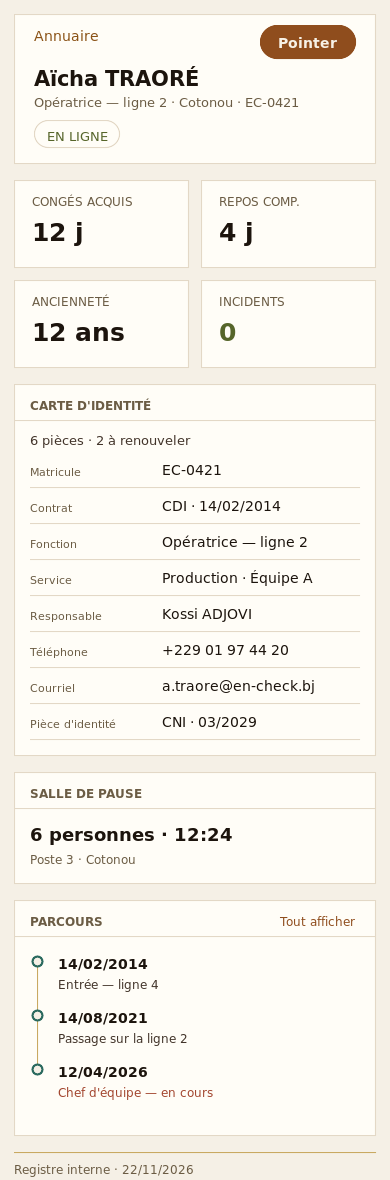 Annuaire
Pointer
Aïcha TRAORÉ
Opératrice — ligne 2 · Cotonou · EC-0421
EN LIGNE
CONGÉS ACQUIS
12 j
REPOS COMP.
4 j
ANCIENNETÉ
12 ans
INCIDENTS
0
CARTE D'IDENTITÉ
6 pièces · 2 à renouveler
Matricule EC-0421
Contrat CDI · 14/02/2014
Fonction Opératrice — ligne 2
Service Production · Équipe A
Responsable Kossi ADJOVI
Téléphone +229 01 97 44 20
Courriel a.traore@en-check.bj
Pièce d'identité CNI · 03/2029
SALLE DE PAUSE
6 personnes · 12:24
Poste 3 · Cotonou
PARCOURS Tout afficher
14/02/2014
Entrée — ligne 4
14/08/2021
Passage sur la ligne 2
12/04/2026
Chef d'équipe — en cours
Registre interne · 22/11/2026